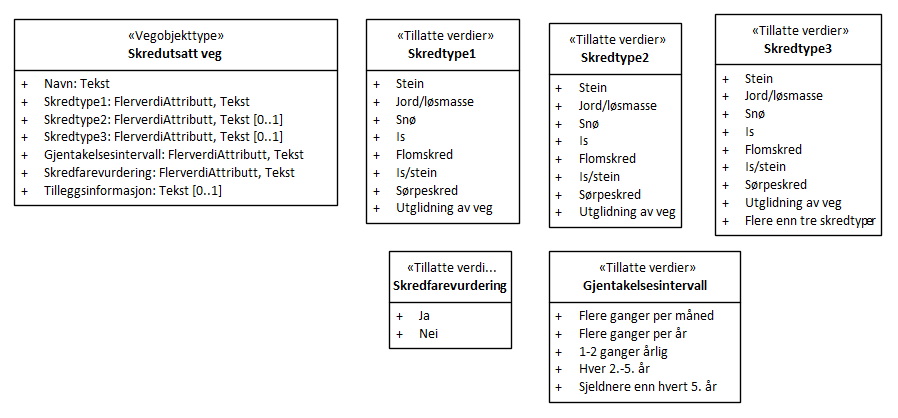 «Vegobjekttype»
Skredutsatt veg
+ Navn: Tekst
+ Skredtype1: FlerverdiAttributt, Tekst
+ Skredtype2: FlerverdiAttributt, Tekst [0..1]
+ Skredtype3: FlerverdiAttributt, Tekst [0..1]
+ Gjentakelsesintervall: FlerverdiAttributt, Tekst
+ Skredfarevurdering: FlerverdiAttributt, Tekst
+ Tilleggsinformasjon: Tekst [0..1]
«Tillatte verdier»
Skredtype1
+ Stein
+ Jord/løsmasse
+ Snø
+ Is
+ Flomskred
+ Is/stein
+ Sørpeskred
+ Utglidning av veg
«Tillatte verdier»
Skredtype2
+ Stein
+ Jord/løsmasse
+ Snø
+ Is
+ Flomskred
+ Is/stein
+ Sørpeskred
+ Utglidning av veg
«Tillatte verdier»
Skredtype3
+ Stein
+ Jord/løsmasse
+ Snø
+ Is
+ Flomskred
+ Is/stein
+ Sørpeskred
+ Utglidning av veg
+ Flere enn tre skredtyper
«Tillatte verdi...
Skredfarevurdering
+ Ja
+ Nei
«Tillatte verdier»
Gjentakelsesintervall
+ Flere ganger per måned
+ Flere ganger per år
+ 1-2 ganger årlig
+ Hver 2.-5. år
+ Sjeldnere enn hvert 5. år